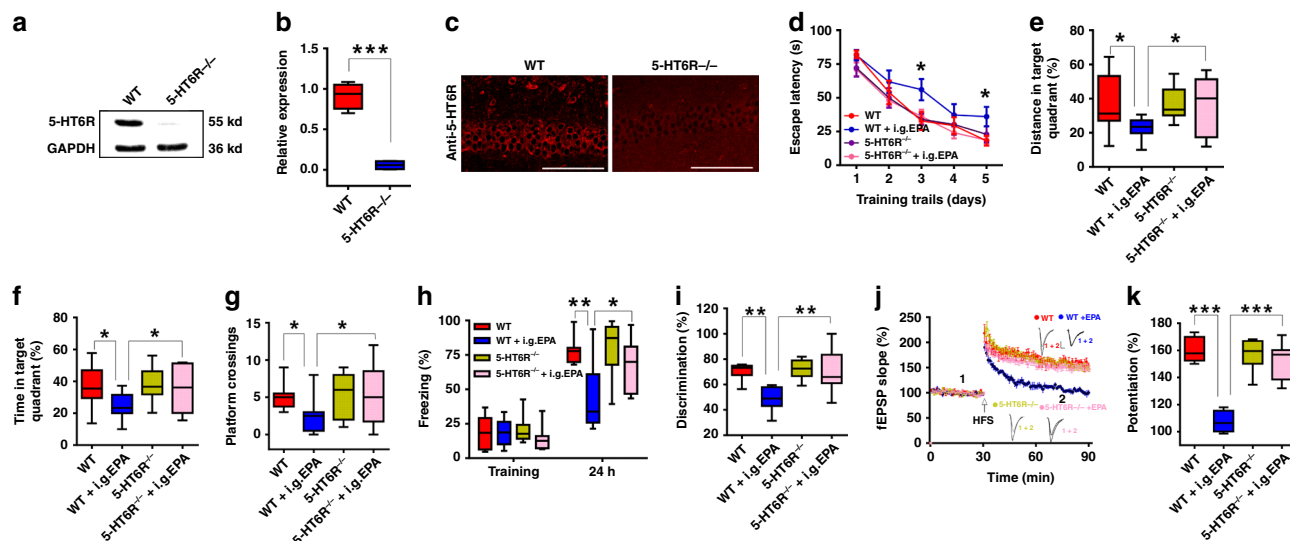 a
WT
5-HT6R–/–
5-HT6R
55 kd
GAPDH
36 kd
b
Relative expression
1.0
0.5
0.0
***
WT
5-HT6R–/–
c
WT
5-HT6R–/–
Anti-5-HT6R
d
Escape latency (s)
100
75
50
25
0
*
*
WT
WT + i.g.EPA
5-HT6R–/–
5-HT6R–/– + i.g.EPA
1 2 3 4 5
Training trails (days)
e
Distance in target
quadrant (%)
80
60
40
20
0
* *
WT
WT + i.g.EPA
5-HT6R–/–
5-HT6R–/– + i.g.EPA
f
Time in target
quadrant (%)
80
60
40
20
0
* *
WT
WT + i.g.EPA
5-HT6R–/–
5-HT6R–/– + i.g.EPA
g
Platform crossings
15
10
5
0
* *
WT
WT + i.g.EPA
5-HT6R–/–
5-HT6R–/– + i.g.EPA
h
Freezing (%)
100
75
50
25
0
WT
WT + i.g.EPA
5-HT6R–/–
5-HT6R–/– + i.g.EPA
** *
Training 24 h
i
Discrimination (%)
120
100
80
60
40
20
** **
WT
WT + i.g.EPA
5-HT6R–/–
5-HT6R–/– + i.g.EPA
j
fEPSP slope (%)
250
200
150
100
50
0
WT WT +EPA
1 + 2 1 + 2
1
2
HFS
5-HT6R–/– 5-HT6R–/– +EPA
1 + 2 1 + 2
0 30 60 90
Time (min)
k
Potentiation (%)
180
160
140
120
100
*** ***
WT
WT + i.g.EPA
5-HT6R–/–
5-HT6R–/– + i.g.EPA